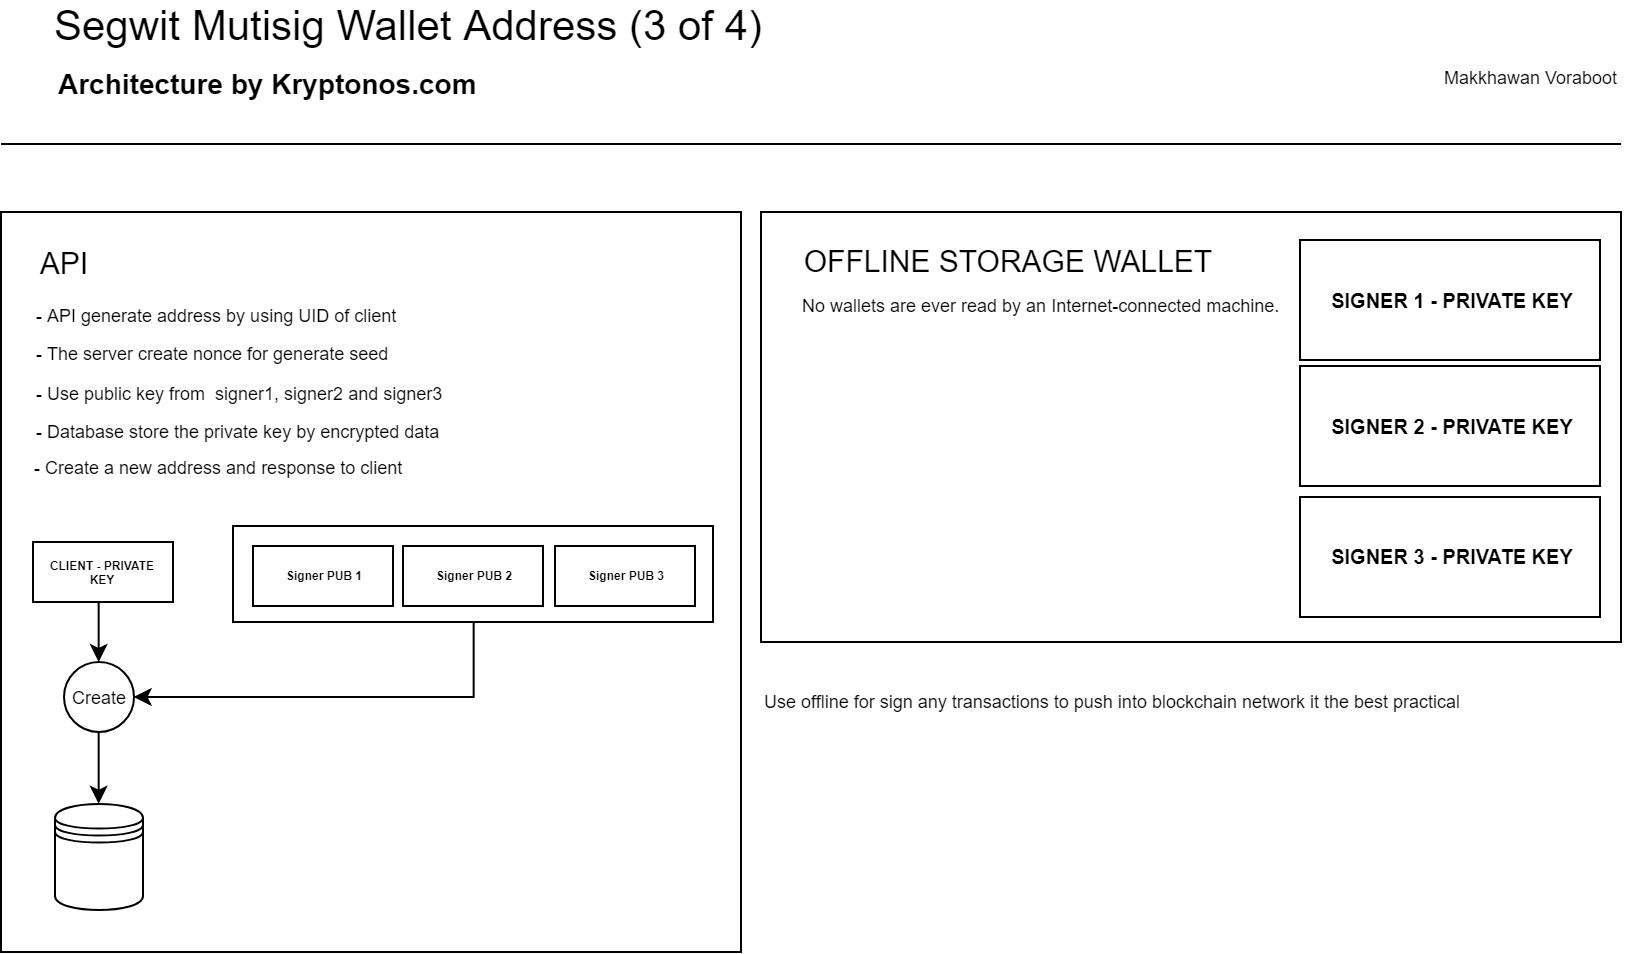 Segwit Mutisig Wallet Address (3 of 4)
Architecture by Kryptonos.com
Makkhawan Voraboot
API
- API generate address by using UID of client
- The server create nonce for generate seed
- Use public key from  signer1, signer2 and signer3
- Database store the private key by encrypted data
- Create a new address and response to client
CLIENT - PRIVATE
KEY
Signer PUB 1
Signer PUB 2
Signer PUB 3
Create
OFFLINE STORAGE WALLET
No wallets are ever read by an Internet-connected machine.
SIGNER 1 - PRIVATE KEY
SIGNER 2 - PRIVATE KEY
SIGNER 3 - PRIVATE KEY
Use offline for sign any transactions to push into blockchain network it the best practical